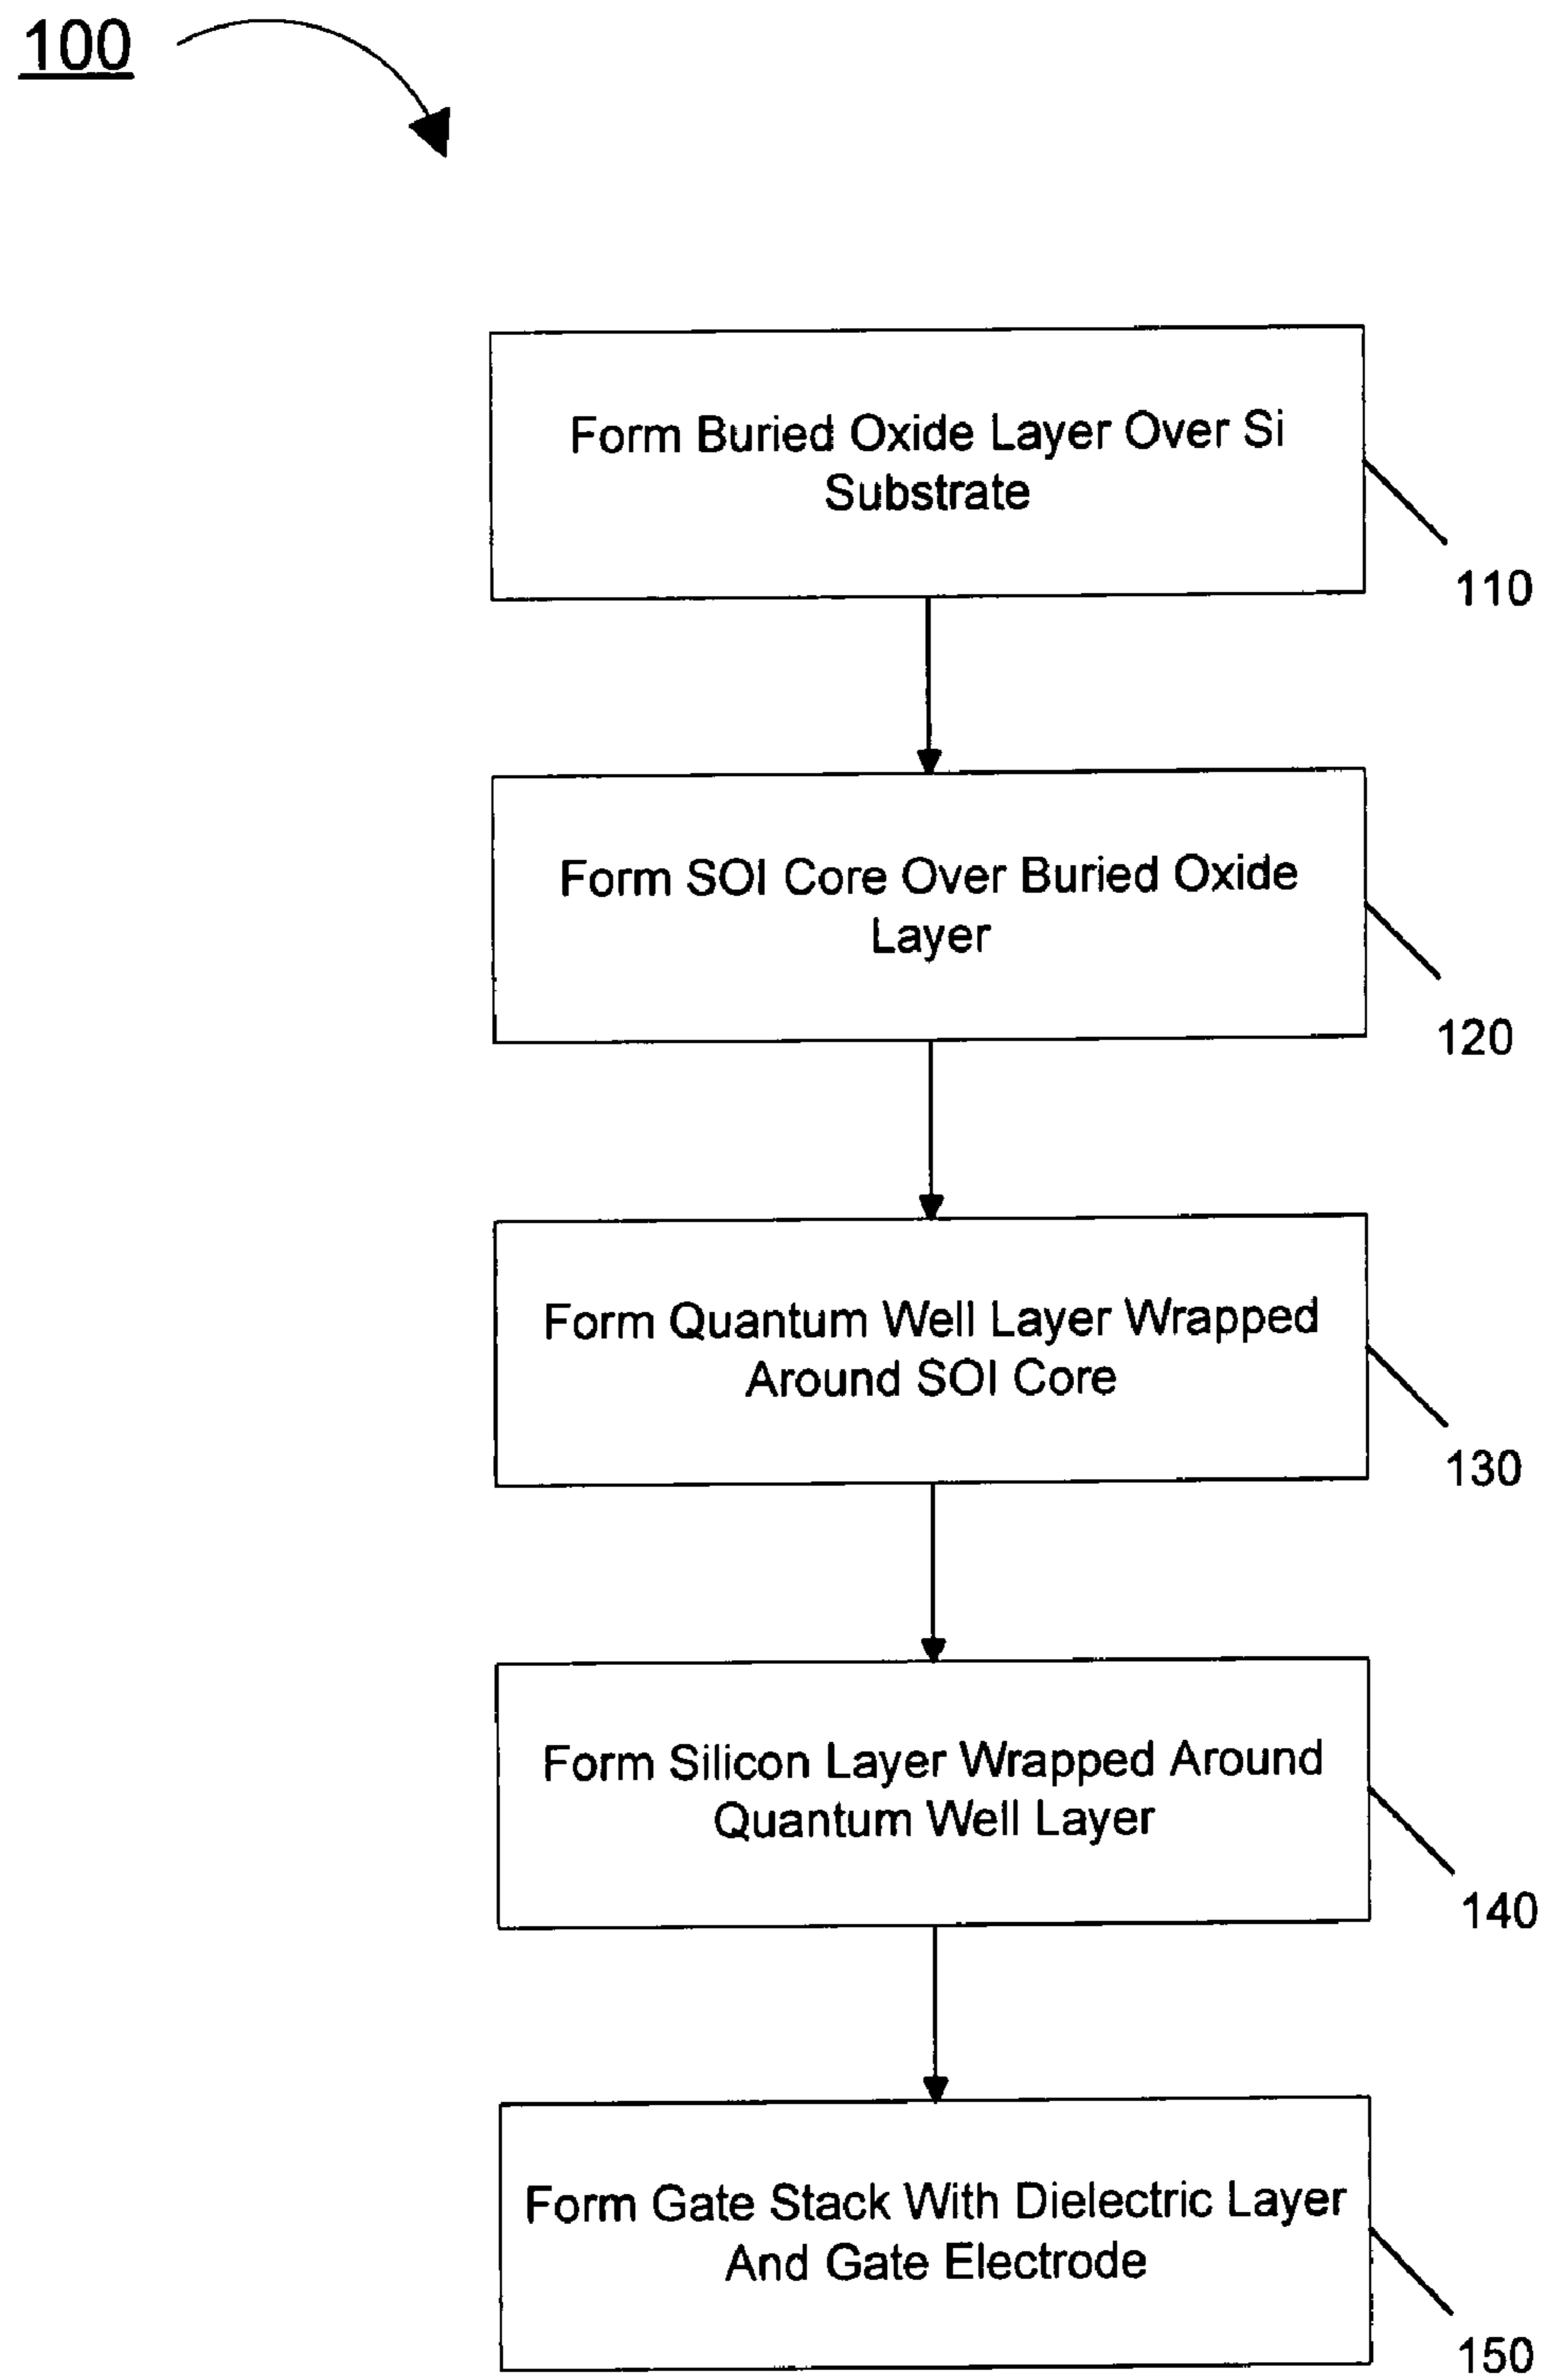 100
Form Buried Oxide Layer Over Si
Substrate
110
Form SOI Core Over Buried Oxide
Layer
120
Form Quantum Well Layer Wrapped
Around SOI Core
130
Form Silicon Layer Wrapped Around
Quantum Well Layer
140
Form Gate Stack With Dielectric Layer
And Gate Electrode
150